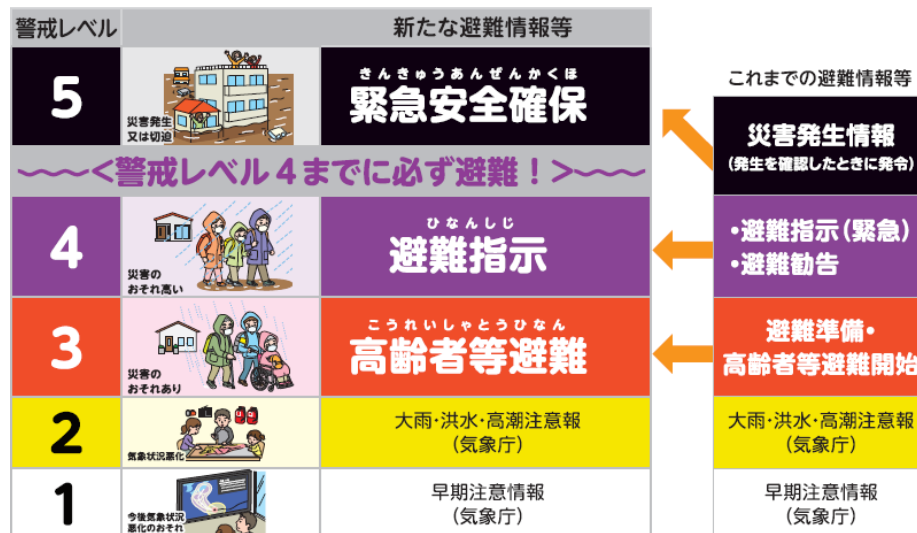 警戒レベル
新たな避難情報等
5
災害発生
又は切迫
きんきゅうあんぜんかくほ
緊急安全確保
〜〜〜<警戒レベル4までに必ず避難！>〜〜〜
4
災害の
おそれ高い
ひなんしじ
避難指示
3
災害の
おそれあり
こうれいしゃとうひなん
高齢者等避難
2
気象状況悪化
大雨・洪水・高潮注意報
(気象庁)
1
今後気象状況
悪化のおそれ
早期注意情報
(気象庁)
これまでの避難情報等
災害発生情報
(発生を確認したときに発令)
・避難指示(緊急)
・避難勧告
避難準備・
高齢者等避難開始
大雨・洪水・高潮注意報
(気象庁)
早期注意情報
(気象庁)